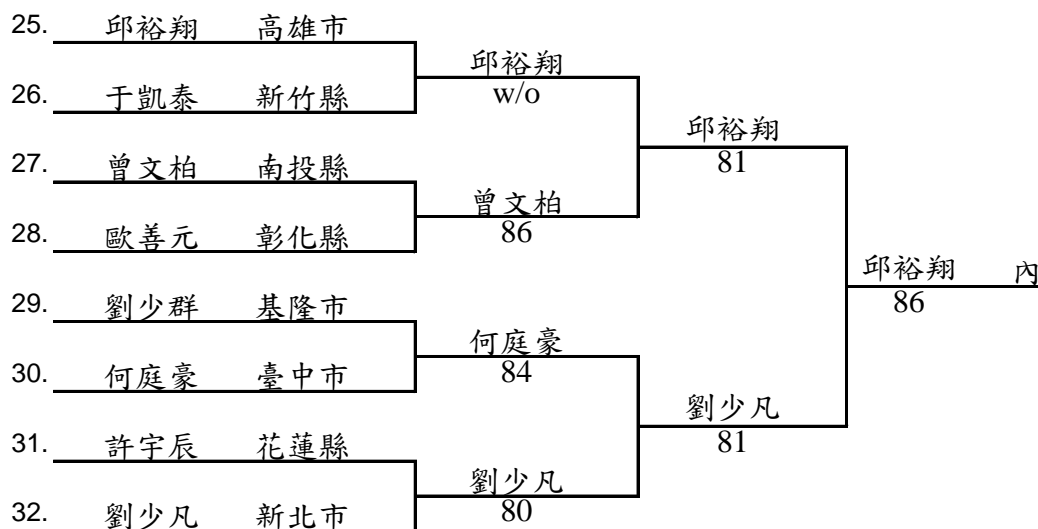 25. 邱裕翔 高雄市
邱裕翔
26. 于凱泰 新竹縣
w/o
邱裕翔
81
27. 曾文柏 南投縣
曾文柏
28. 歐善元 彰化縣
86
邱裕翔 內
86
29. 劉少群 基隆市
何庭豪
30. 何庭豪 臺中市
84
劉少凡
81
31. 許宇辰 花蓮縣
劉少凡
32. 劉少凡 新北市
80